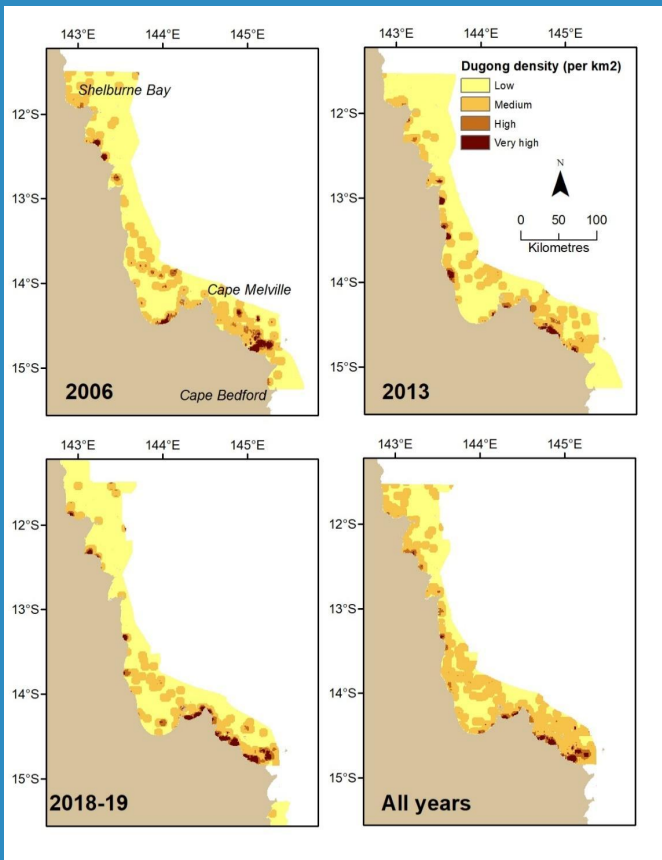 143°E 144°E 145°E
Shelburne Bay
12°S
13°S
14°S
Cape Melville
15°S
2006
Cape Bedford
143°E 144°E 145°E
Dugong density (per km2)
Low
Medium
High
Very high
N
0 50 100
Kilometres
12°S
13°S
14°S
15°S
2013
143°E 144°E 145°E
12°S
13°S
14°S
15°S
2018-19
143°E 144°E 145°E
12°S
13°S
14°S
15°S
All years